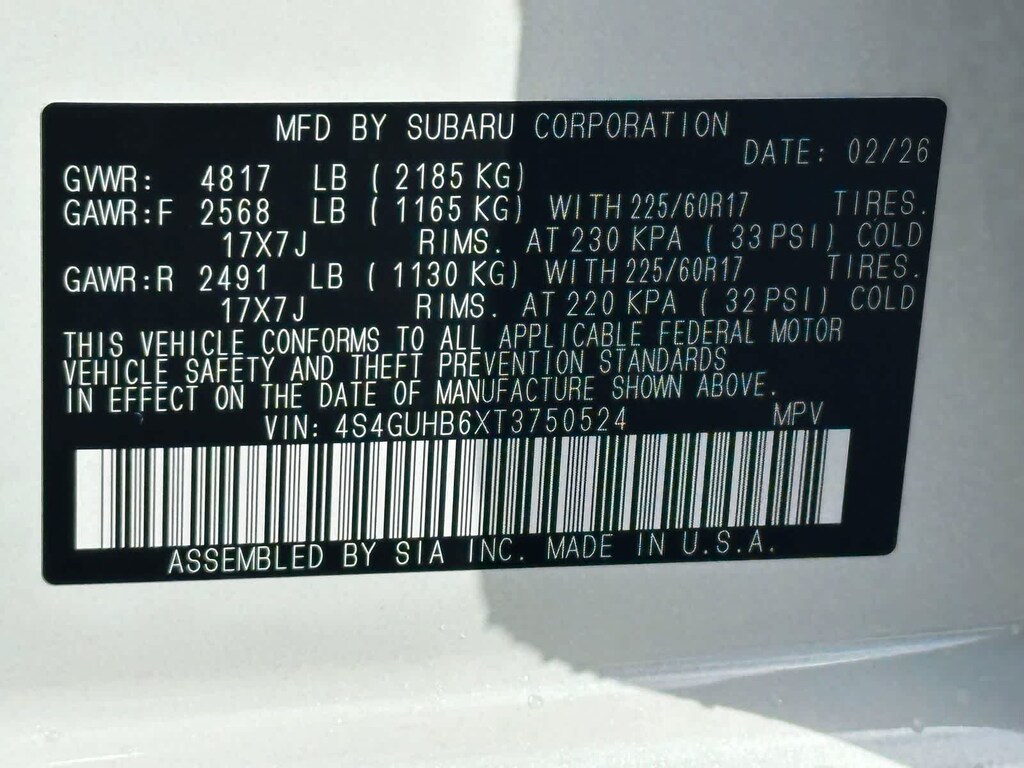 MFD BY SUBARU CORPORATION
DATE: 02/26
GVWR: 4817 LB (2185 KG)
GAWR:F 2568 LB (1165 KG) WITH 225/60R17 TIRES.
17X7J RIMS. AT 230 KPA (33 PSI) COLD
GAWR:R 2491 LB (1130 KG) WITH 225/60R17 TIRES.
17X7J RIMS. AT 220 KPA (32 PSI) COLD
THIS VEHICLE CONFORMS TO ALL APPLICABLE FEDERAL MOTOR
VEHICLE SAFETY AND THEFT PREVENTION STANDARDS
IN EFFECT ON THE DATE OF MANUFACTURE SHOWN ABOVE.
VIN: 4S4GUHB6XT3750524 MPV
ASSEMBLED BY SIA INC. MADE IN U.S.A.